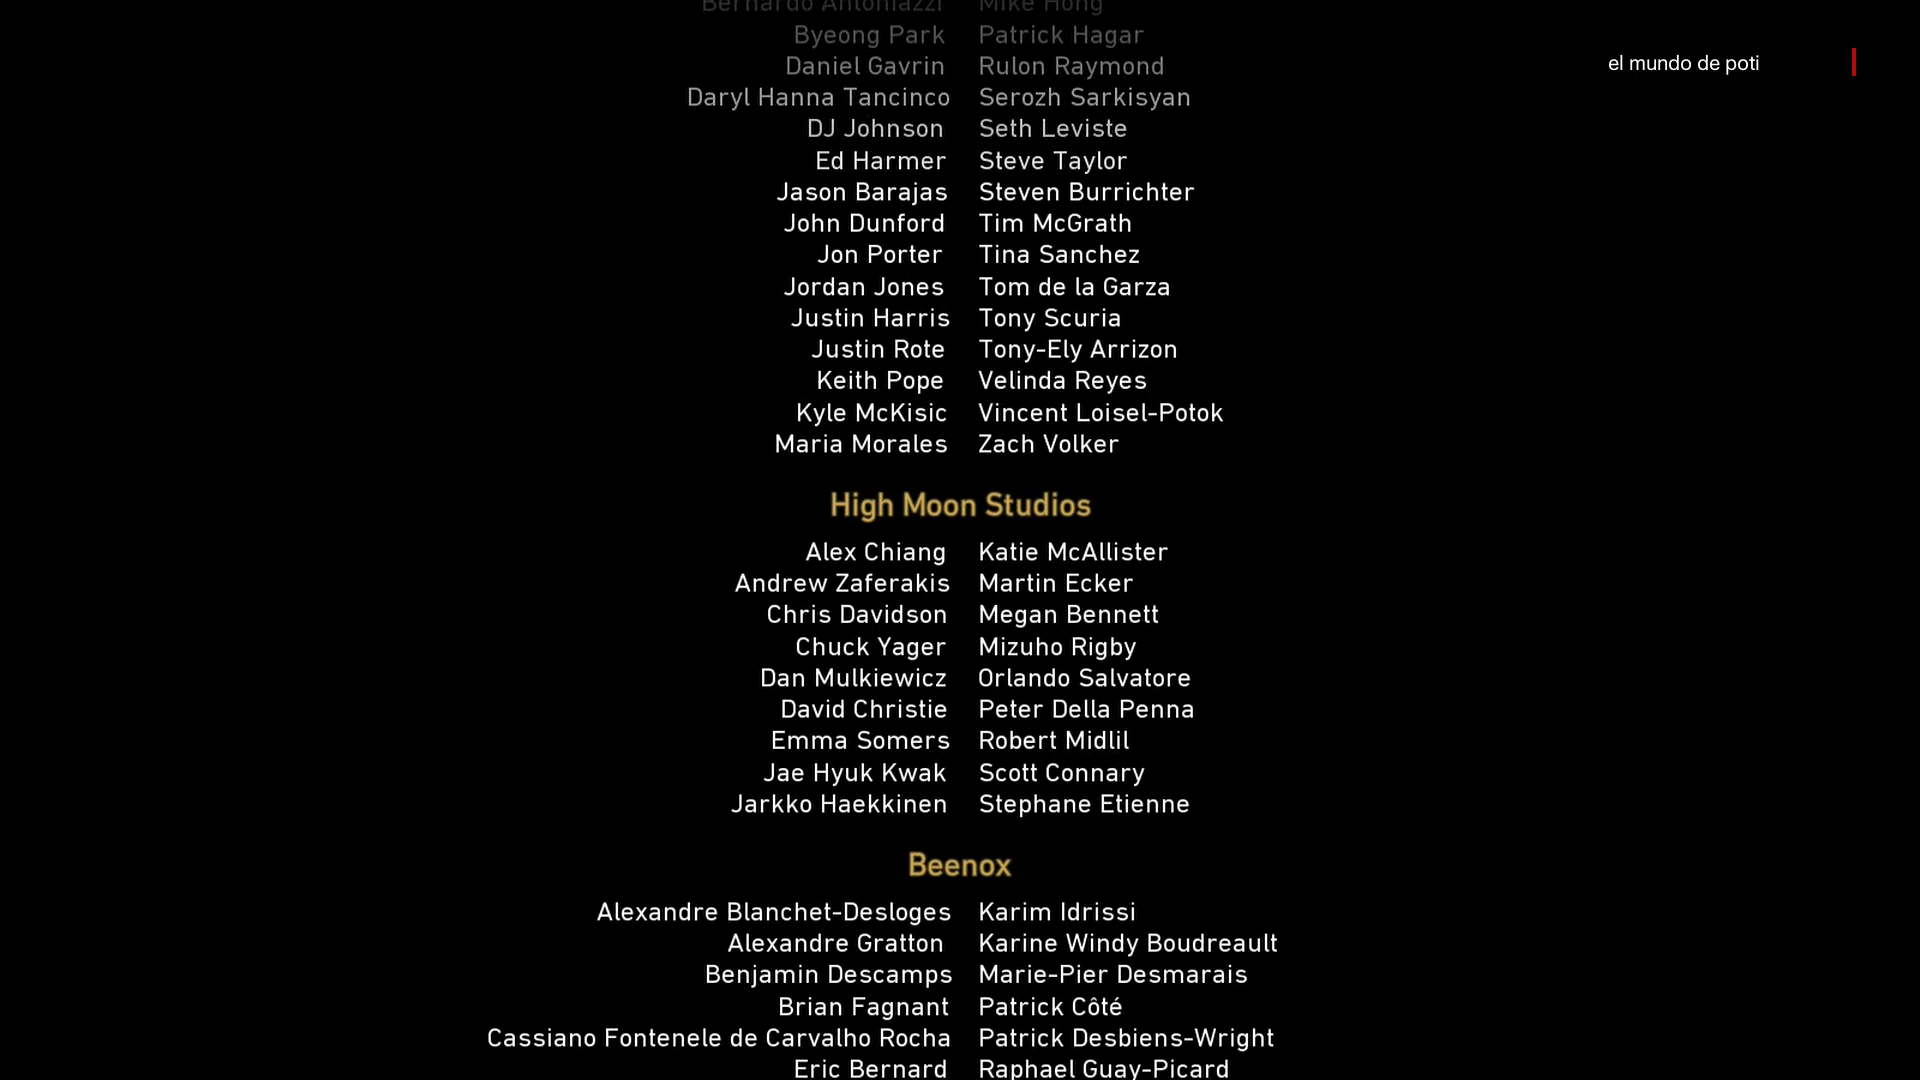 Bernardo Antoniazzi Mike Hong
Byeong Park Patrick Hagar
Daniel Gavrin Rulon Raymond
Daryl Hanna Tancinco Serozh Sarkisyan
DJ Johnson Seth Leviste
Ed Harmer Steve Taylor
Jason Barajas Steven Burrichter
John Dunford Tim McGrath
Jon Porter Tina Sanchez
Jordan Jones Tom de la Garza
Justin Harris Tony Scuria
Justin Rote Tony-Ely Arrizon
Keith Pope Velinda Reyes
Kyle McKisic Vincent Loisel-Potok
Maria Morales Zach Volker
High Moon Studios
Alex Chiang Katie McAllister
Andrew Zaferakis Martin Ecker
Chris Davidson Megan Bennett
Chuck Yager Mizuho Rigby
Dan Mulkiewicz Orlando Salvatore
David Christie Peter Della Penna
Emma Somers Robert Midlil
Jae Hyuk Kwak Scott Connary
Jarkko Haekkinen Stephane Etienne
Beenox
Alexandre Blanchet-Desloges Karim Idrissi
Alexandre Gratton Karine Windy Boudreault
Benjamin Descamps Marie-Pier Desmarais
Brian Fagnant Patrick Côté
Cassiano Fontenele de Carvalho Rocha Patrick Desbiens-Wright
Eric Bernard Raphael Guay-Picard
el mundo de poti